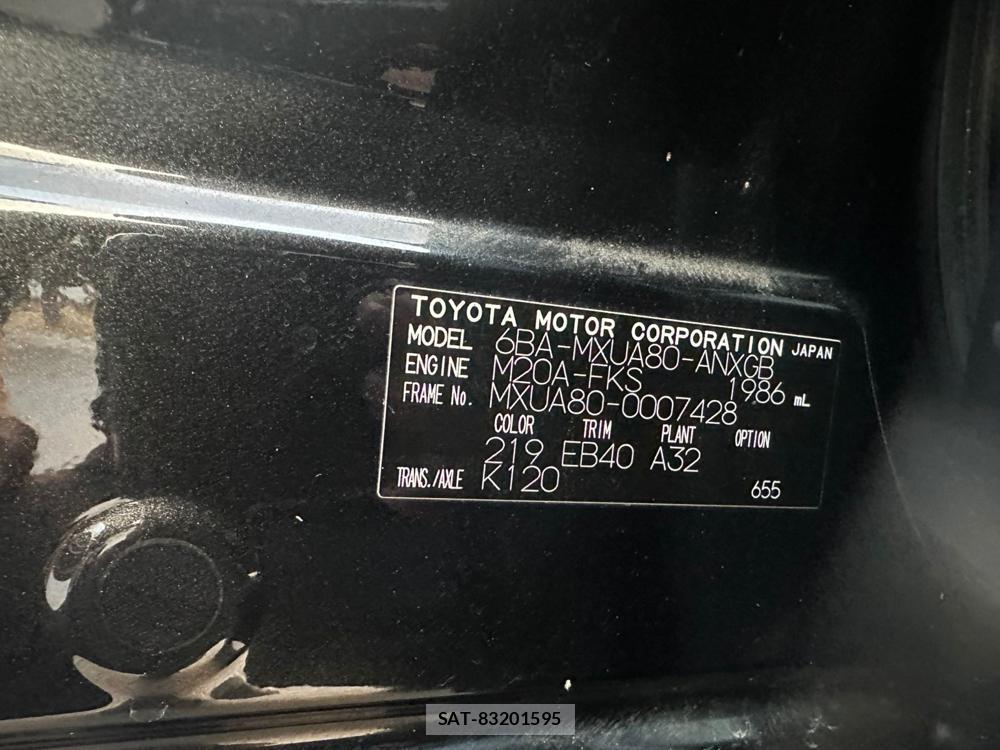 TOYOTA MOTOR CORPORATION JAPAN
MODEL 6BA-MXUA80-ANXGB
ENGINE M20A-FKS 1986 mL
FRAME No. MXUA80-0007428
COLOR TRIM PLANT OPTION
219 EB40 A32
TRANS./AXLE K120 655
SAT-83201595